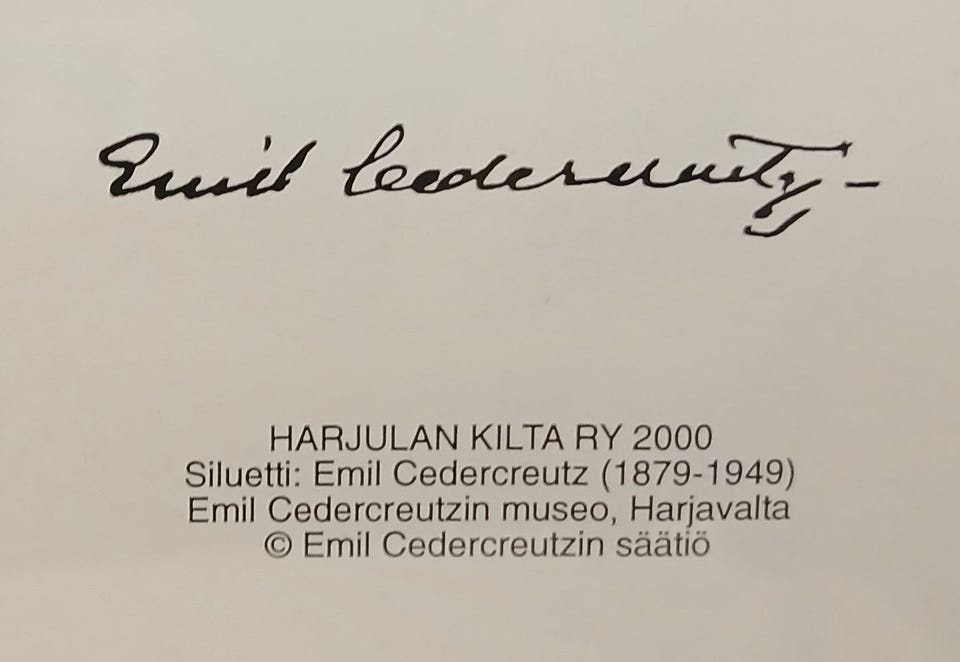 Emil Cedercreutz –
HARJULAN KILTA RY 2000
Siluetti: Emil Cedercreutz (1879-1949)
Emil Cedercreutzin museo, Harjavalta
© Emil Cedercreutzin säätiö